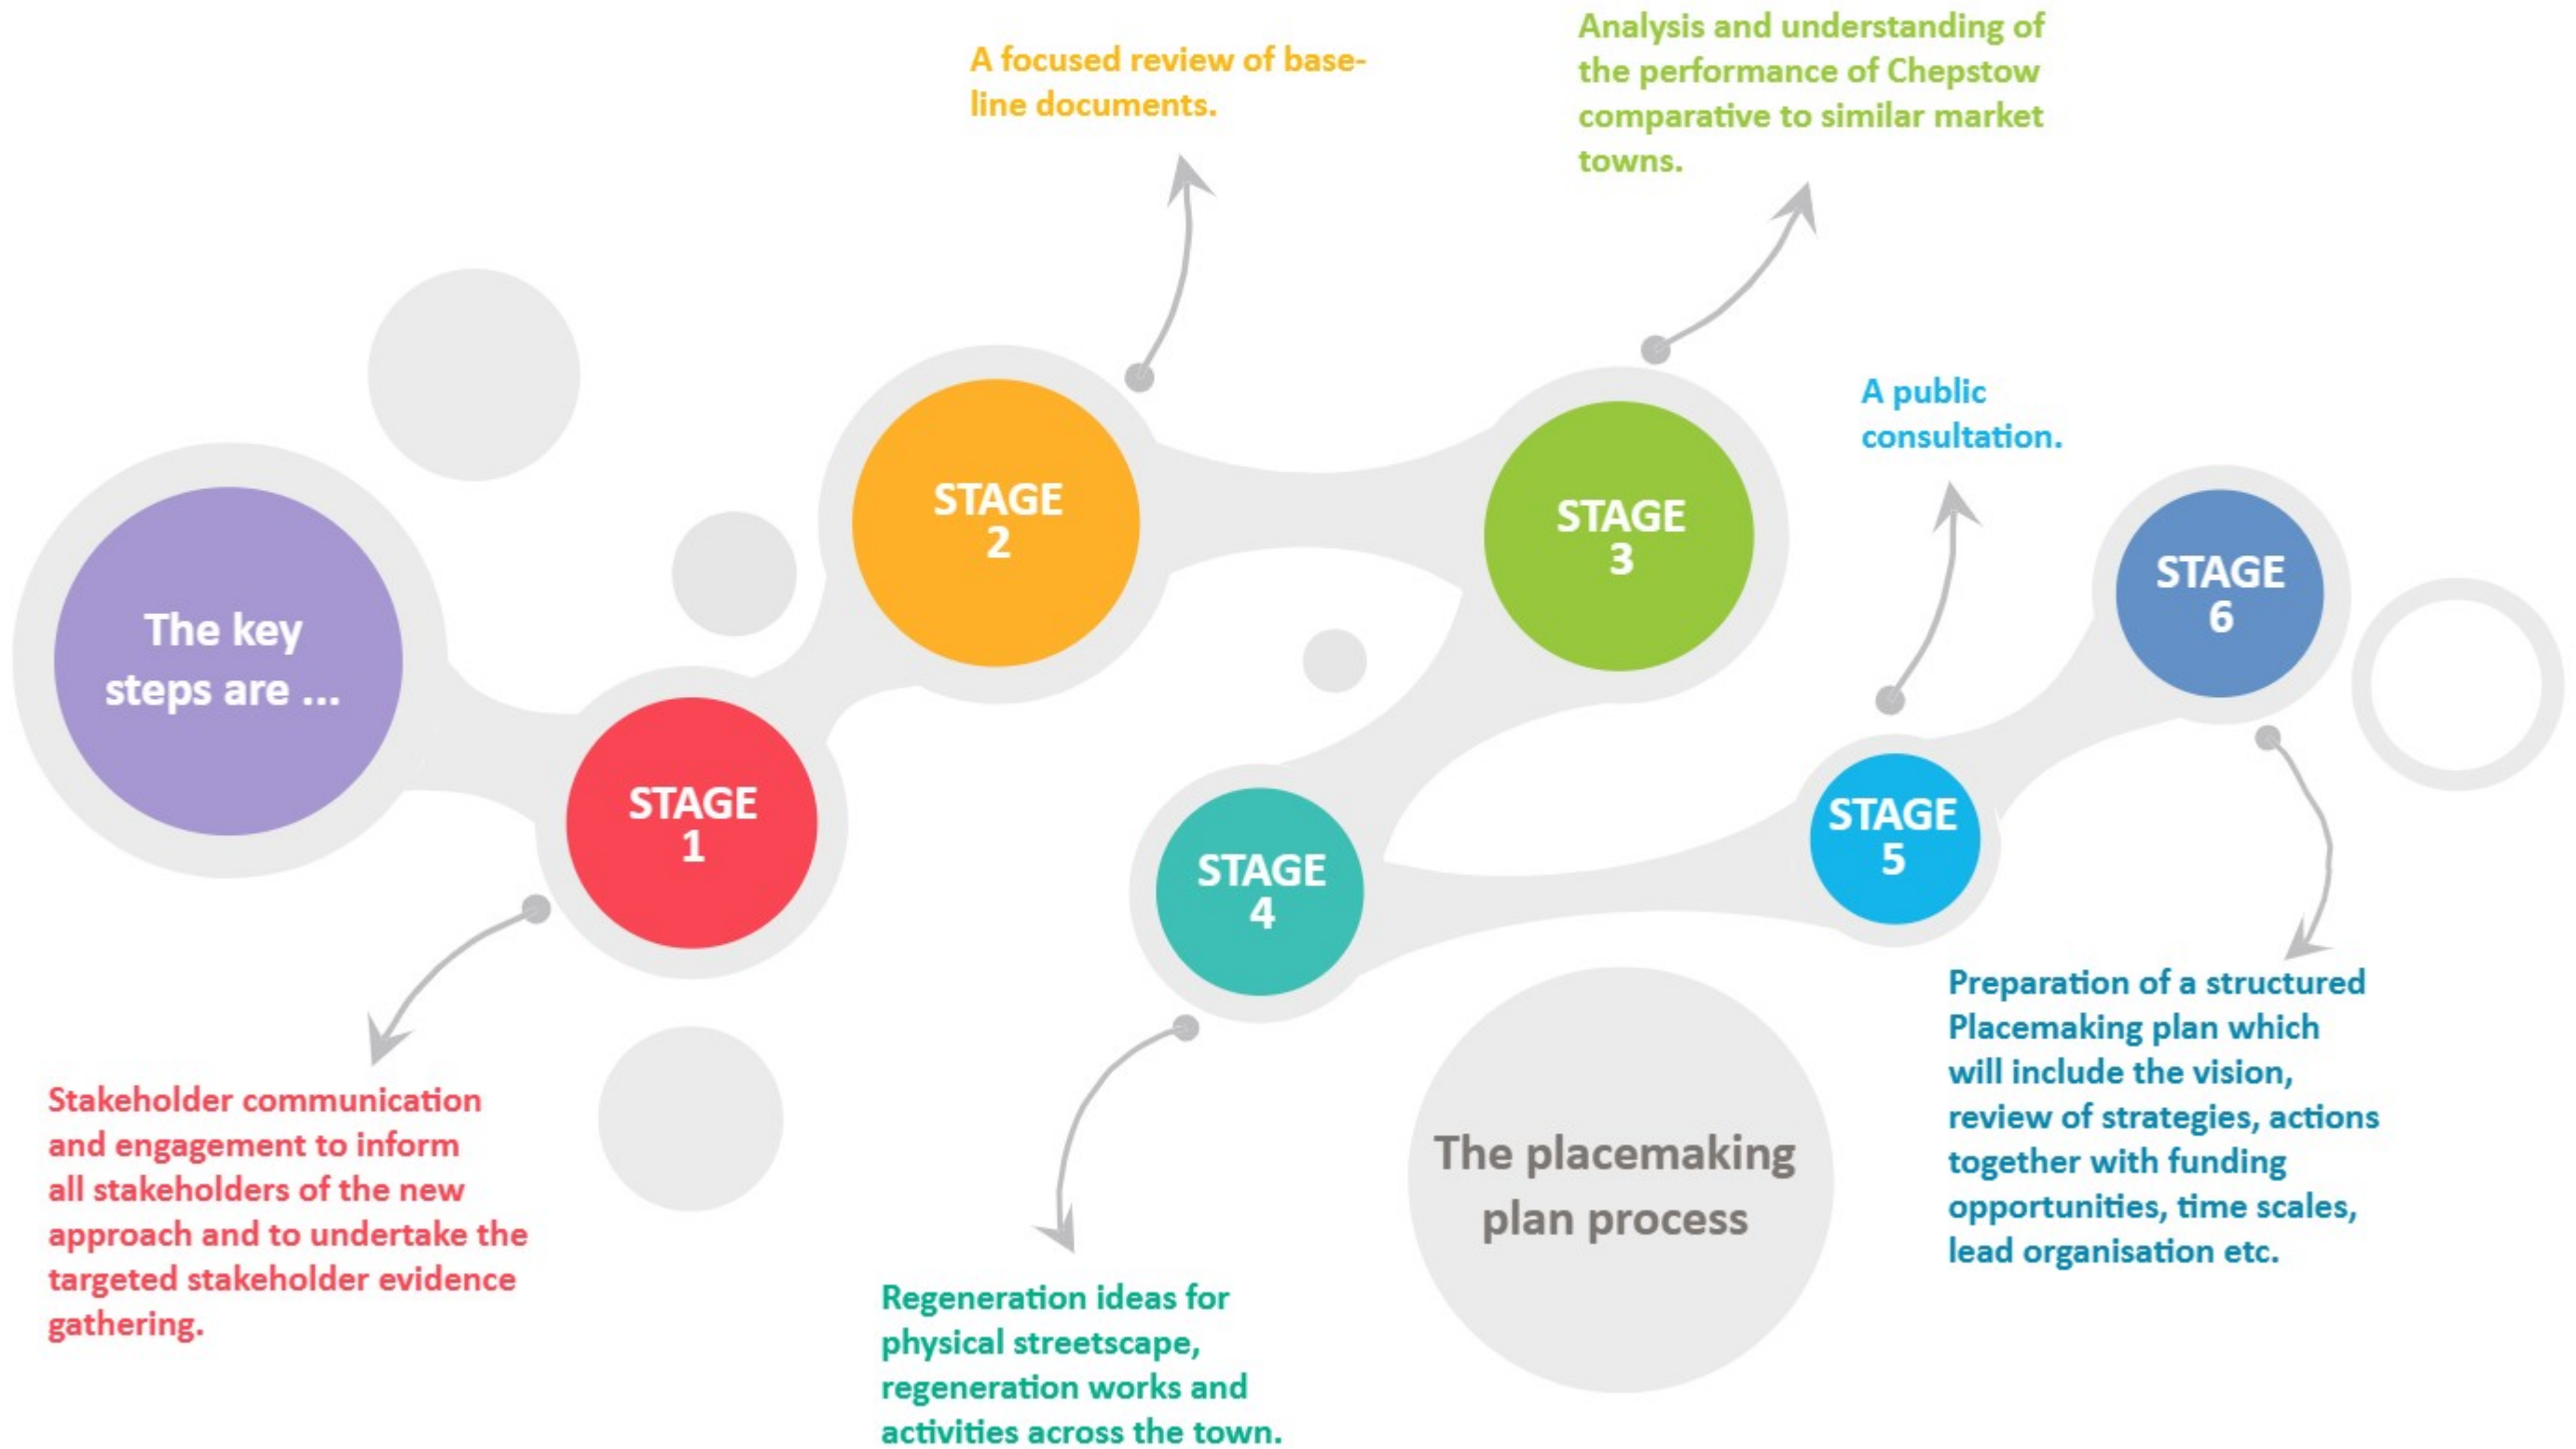 The key
steps are ...
STAGE
1
Stakeholder communication
and engagement to inform
all stakeholders of the new
approach and to undertake the
targeted stakeholder evidence
gathering.
STAGE
2
A focused review of base-
line documents.
STAGE
3
Analysis and understanding of
the performance of Chepstow
comparative to similar market
towns.
STAGE
4
Regeneration ideas for
physical streetscape,
regeneration works and
activities across the town.
STAGE
5
A public
consultation.
STAGE
6
Preparation of a structured
Placemaking plan which
will include the vision,
review of strategies, actions
together with funding
opportunities, time scales,
lead organisation etc.
The placemaking
plan process